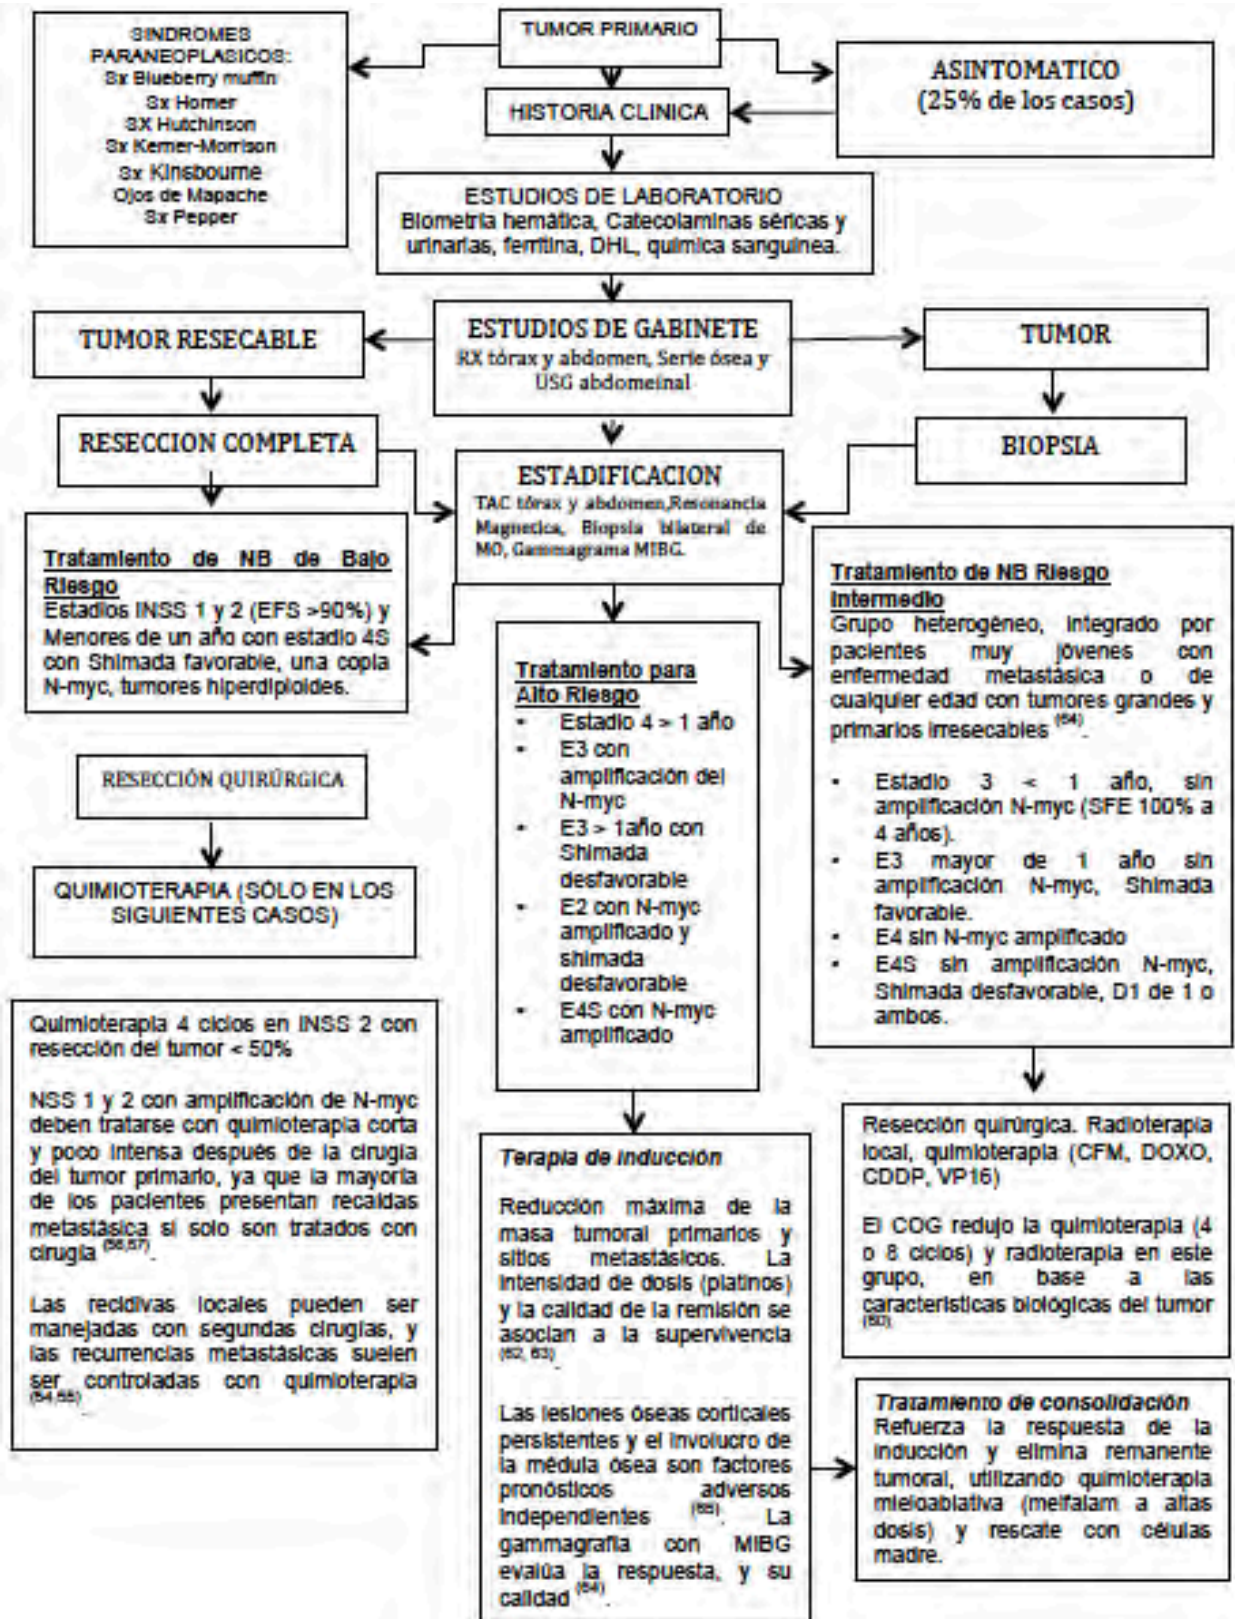 SINDROMES
PARANEOPLASICOS:
Sx Blueberry muffin
Sx Horner
SX Hutchinson
Sx Kerner-Morrison
Sx Kinsbourne
Ojos de Mapache
Sx Pepper
TUMOR PRIMARIO
ASINTOMATICO
(25% de los casos)
HISTORIA CLINICA
ESTUDIOS DE LABORATORIO
Biometría hemática, Catecolaminas séricas y
urinarias, ferritina, DHL, química sanguínea.
TUMOR RESECABLE
ESTUDIOS DE GABINETE
RX tórax y abdomen, Serie ósea y
USG abdomeinal
TUMOR
RESECCION COMPLETA
BIOPSIA
ESTADIFICACION
TAC tórax y abdomen,Resonancia
Magnetica, Biopsia bilateral de
MO, Gammagrama MIBG.
Tratamiento de NB de Bajo
Riesgo
Estadios INSS 1 y 2 (EFS >90%) y
Menores de un año con estadio 4S
con Shimada favorable, una copia
N-myc, tumores hiperdiploides.
RESECCIÓN QUIRÚRGICA
QUIMIOTERAPIA (SÓLO EN LOS
SIGUIENTES CASOS)
Quimioterapia 4 ciclos en INSS 2 con
resección del tumor < 50%
NSS 1 y 2 con amplificación de N-myc
deben tratarse con quimioterapia corta
y poco intensa después de la cirugía
del tumor primario, ya que la mayoría
de los pacientes presentan recaídas
metastásica si solo son tratados con
cirugía (56,57).
Las recidivas locales pueden ser
manejadas con segundas cirugías, y
las recurrencias metastásicas suelen
ser controladas con quimioterapia
(54,55).
Tratamiento para
Alto Riesgo
• Estadio 4 > 1 año
• E3 con
amplificación del
N-myc
• E3 > 1año con
Shimada
desfavorable
• E2 con N-myc
amplificado y
shimada
desfavorable
• E4S con N-myc
amplificado
Terapia de inducción
Reducción máxima de la
masa tumoral primarios y
sitios metastásicos. La
intensidad de dosis (platinos)
y la calidad de la remisión se
asocian a la supervivencia
(62, 63).
Las lesiones óseas corticales
persistentes y el involucro de
la médula ósea son factores
pronósticos adversos
independientes (65). La
gammagrafía con MIBG
evalúa la respuesta, y su
calidad (64).
Tratamiento de NB Riesgo
Intermedio
Grupo heterogéneo, integrado por
pacientes muy jóvenes con
enfermedad metastásica o de
cualquier edad con tumores grandes y
primarios irresecables (64).
• Estadio 3 < 1 año, sin
amplificación N-myc (SFE 100% a
4 años).
• E3 mayor de 1 año sin
amplificación N-myc, Shimada
favorable.
• E4 sin N-myc amplificado
• E4S sin amplificación N-myc,
Shimada desfavorable, D1 de 1 o
ambos.
Resección quirúrgica. Radioterapia
local, quimioterapia (CFM, DOXO,
CDDP, VP16)
El COG redujo la quimioterapia (4
o 8 ciclos) y radioterapia en este
grupo, en base a las
características biológicas del tumor
(60).
Tratamiento de consolidación
Refuerza la respuesta de la
inducción y elimina remanente
tumoral, utilizando quimioterapia
mieloablativa (melfalam a altas
dosis) y rescate con células
madre.